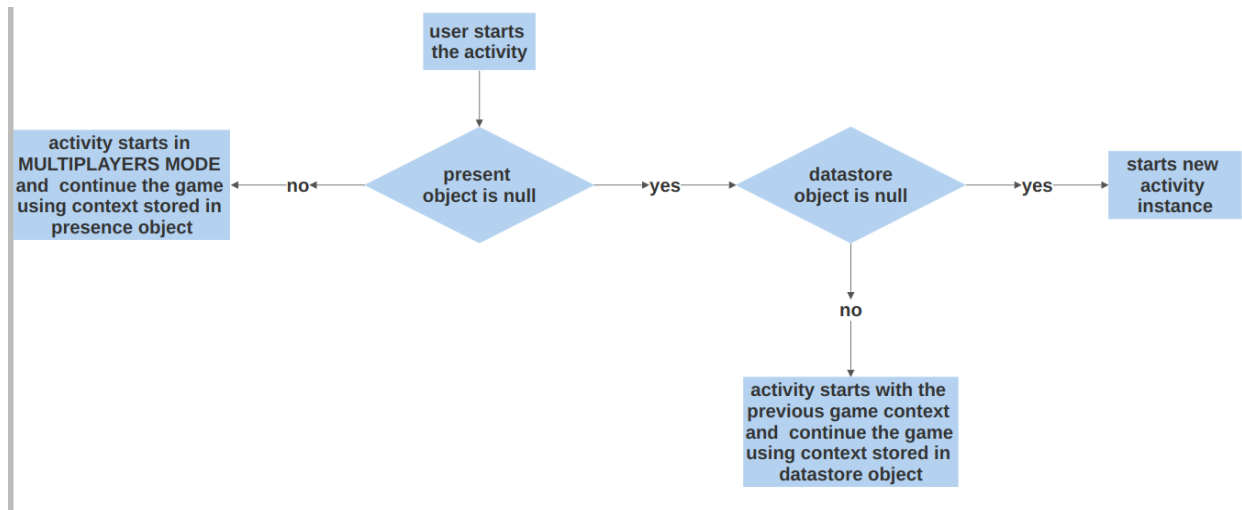 user starts
the activity
activity starts in
MULTIPLAYERS MODE
and continue the game
using context stored in
presence object
no
present
object is null
yes
datastore
object is null
yes
starts new
activity
instance
no
activity starts with the
previous game context
and continue the game
using context stored in
datastore object